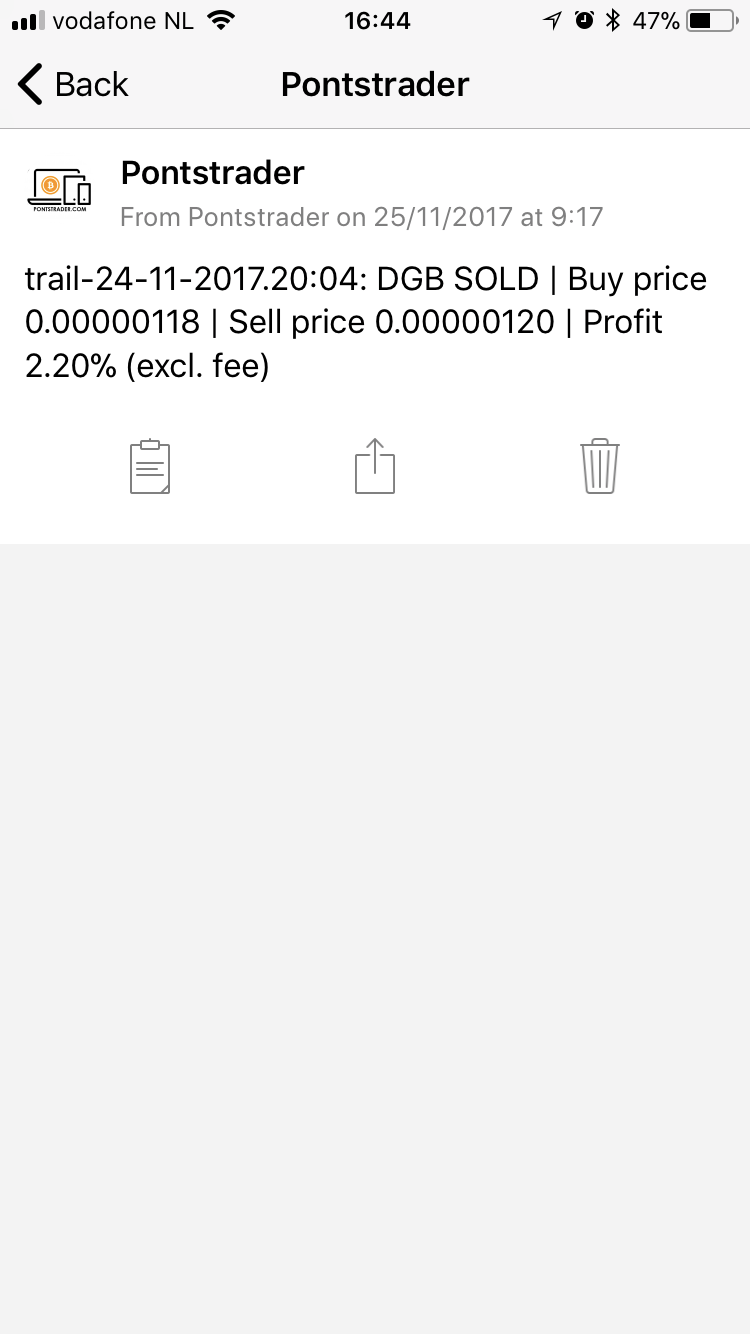 vodafone NL 16:44 47%
Back Pontstrader
Pontstrader
PONTSTRADER.COM
From Pontstrader on 25/11/2017 at 9:17
trail-24-11-2017.20:04: DGB SOLD | Buy price
0.00000118 | Sell price 0.00000120 | Profit
2.20% (excl. fee)